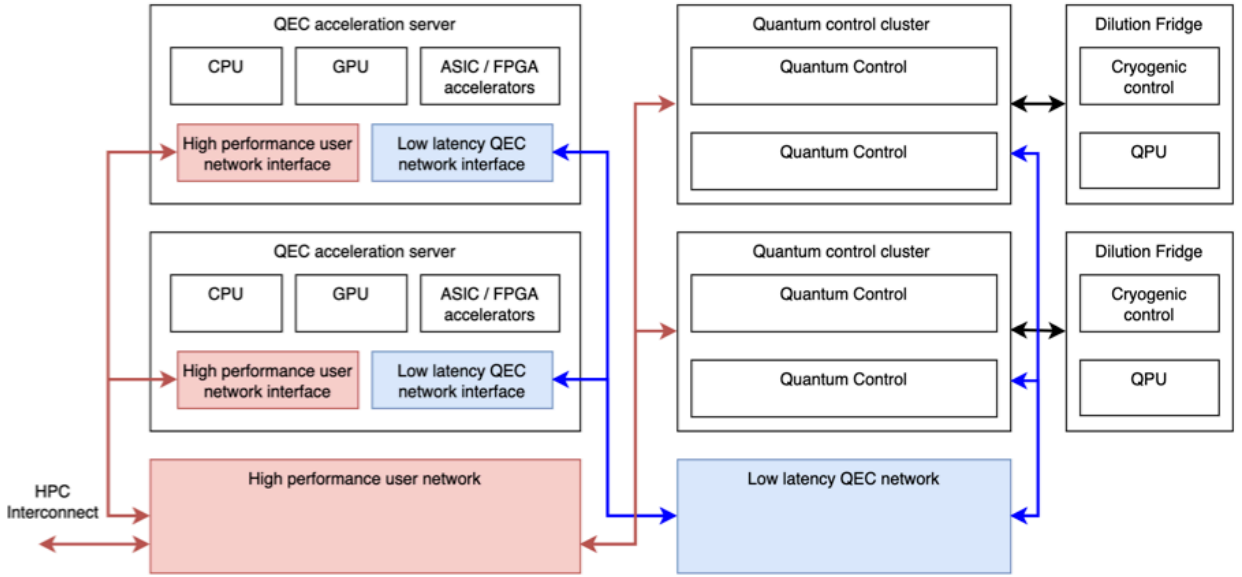 QEC acceleration server
CPU
GPU
ASIC / FPGA
accelerators
High performance user
network interface
Low latency QEC
network interface
Quantum control cluster
Quantum Control
Quantum Control
Dilution Fridge
Cryogenic
control
QPU
QEC acceleration server
CPU
GPU
ASIC / FPGA
accelerators
High performance user
network interface
Low latency QEC
network interface
Quantum control cluster
Quantum Control
Quantum Control
Dilution Fridge
Cryogenic
control
QPU
HPC
Interconnect
High performance user network
Low latency QEC network